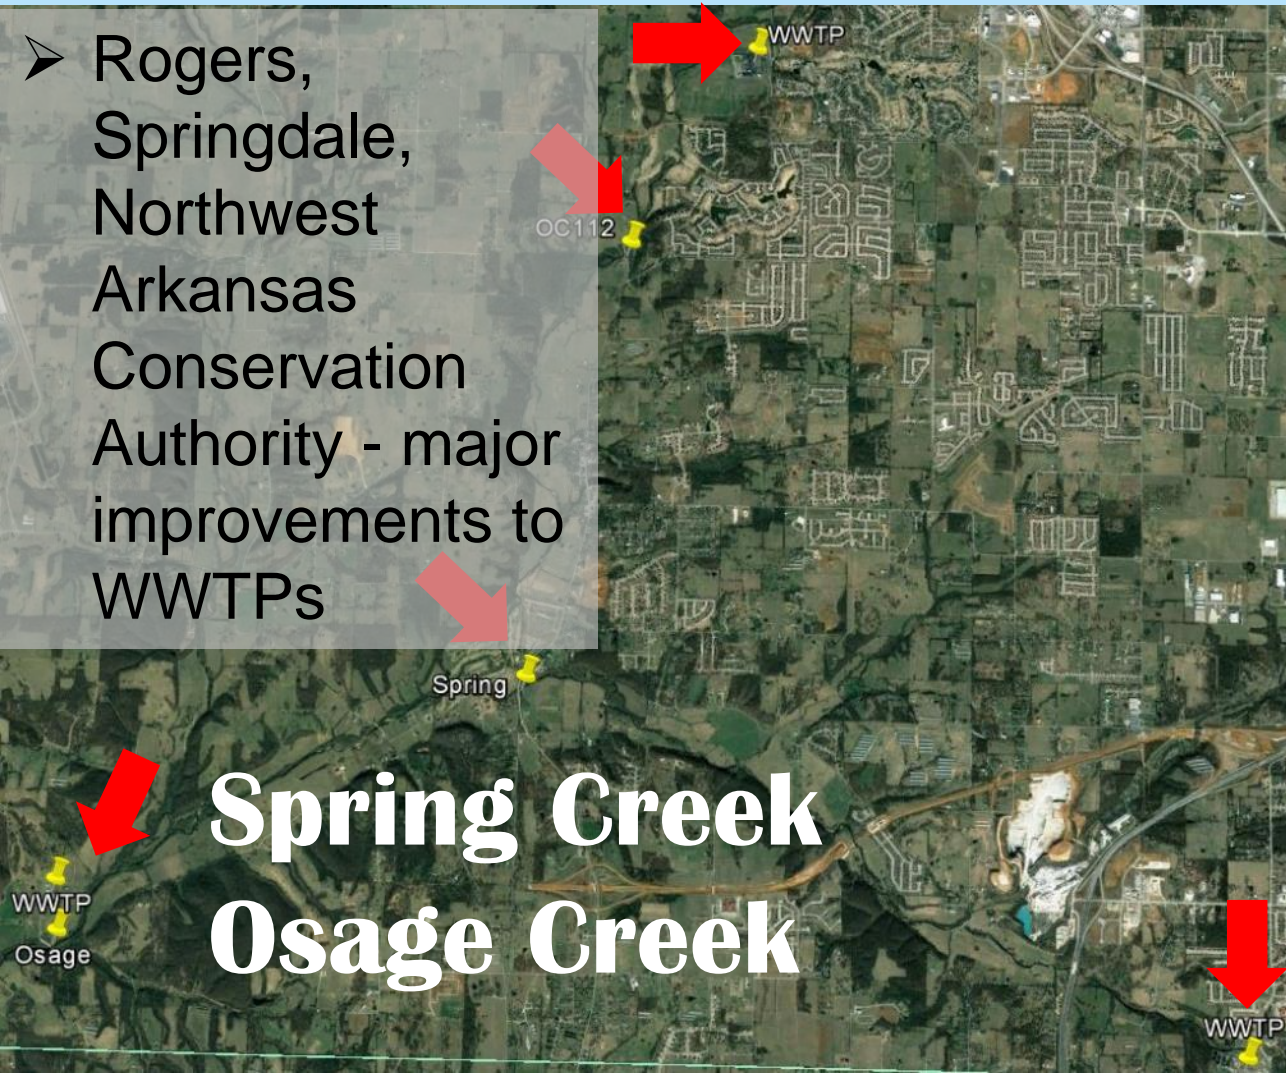 ➢ Rogers,
Springdale,
Northwest
Arkansas
Conservation
Authority - major
improvements to
WWTPs
WWTP
OC112
Spring
Spring Creek
Osage Creek
WWTP
Osage
WWTP